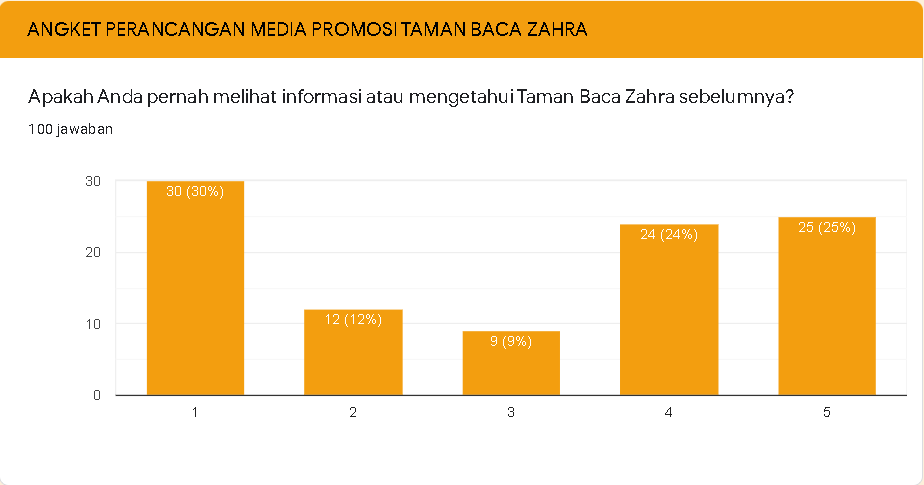 ANGKET PERANCANGAN MEDIA PROMOSI TAMAN BACA ZAHRA
Apakah Anda pernah melihat informasi atau mengetahui Taman Baca Zahra sebelumnya?
100 jawaban
30
20
10
0
30 (30%)
12 (12%)
9 (9%)
24 (24%)
25 (25%)
1 2 3 4 5